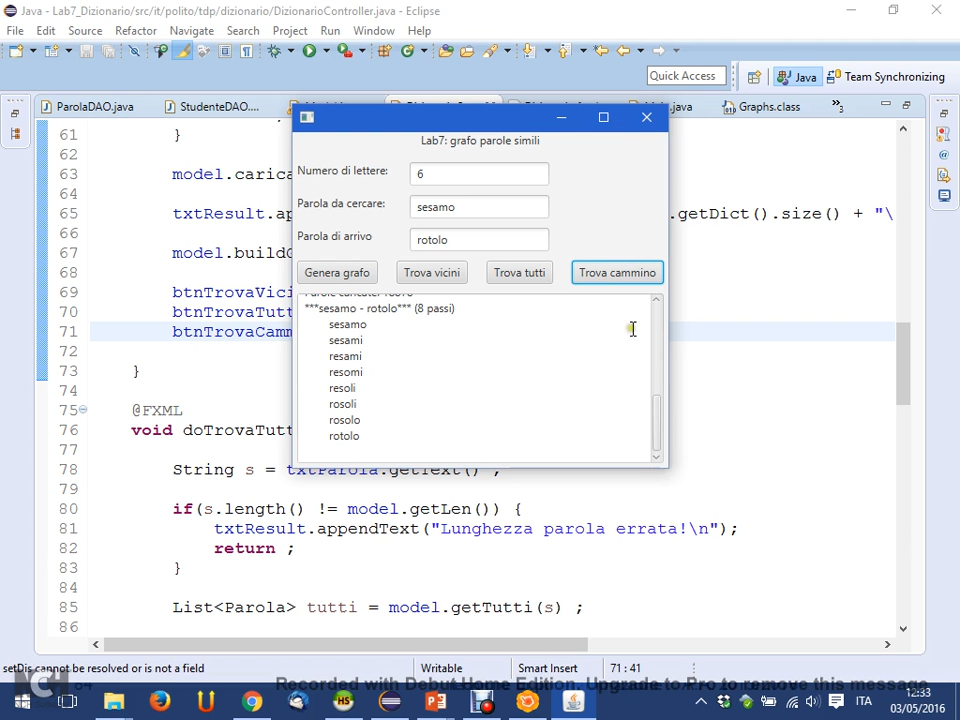 Java - Lab7_Dizionario/src/it/polito/tdp/dizionario/DizionarioController.java - Eclipse
File Edit Source Refactor Navigate Search Project Run Window Help
Quick Access
Java
Team Synchronizing
ParolaDAO.java
StudenteDAO....
.java
Graphs.class
»3
Lab7: grafo parole simili
Numero di lettere:
6
Parola da cercare:
sesamo
Parola di arrivo
rotolo
Genera grafo
Trova vicini
Trova tutti
Trova cammino
***sesamo - rotolo*** (8 passi)
sesamo
sesami
resami
resomi
resoli
rosoli
rosolo
rotolo
61 }
62
63 model.carica
64
65 txtResult.ap .getDict().size() + "\
66
67 model.build
68
69 btnTrovaVici
70 btnTrovaTutt
71 btnTrovaCamm
72
73 }
74
75 @FXML
76 void doTrovaTutt
77
78 String s = txtParola.getText() ;
79
80 if(s.length() != model.getLen()) {
81 txtResult.appendText("Lunghezza parola errata!\n");
82 return ;
83 }
84
85 List<Parola> tutti = model.getTutti(s) ;
86
setDis cannot be resolved or is not a field
Writable
Smart Insert
71 : 41
Recorded with Debut Home Edition. Upgrade to Pro to remove this message
NCH
ITA
12:33
03/05/2016